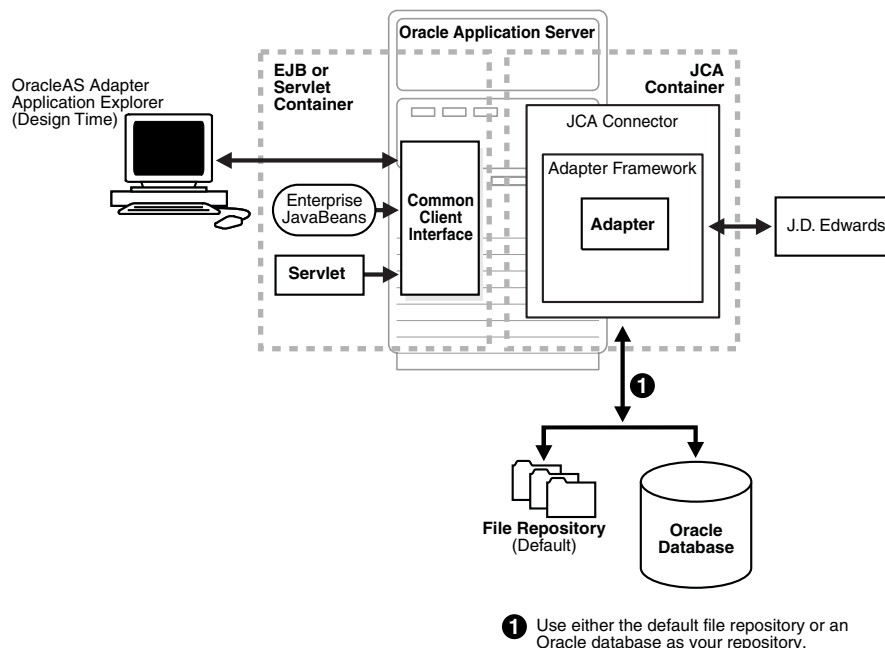 Oracle Application Server
EJB or
Servlet
Container
JCA
Container
OracleAS Adapter
Application Explorer
(Design Time)
JCA Connector
Adapter Framework
Adapter
Enterprise
JavaBeans
Common
Client
Interface
Servlet
J.D. Edwards
1
File Repository
(Default)
Oracle
Database
1 Use either the default file repository or an
Oracle database as your repository.